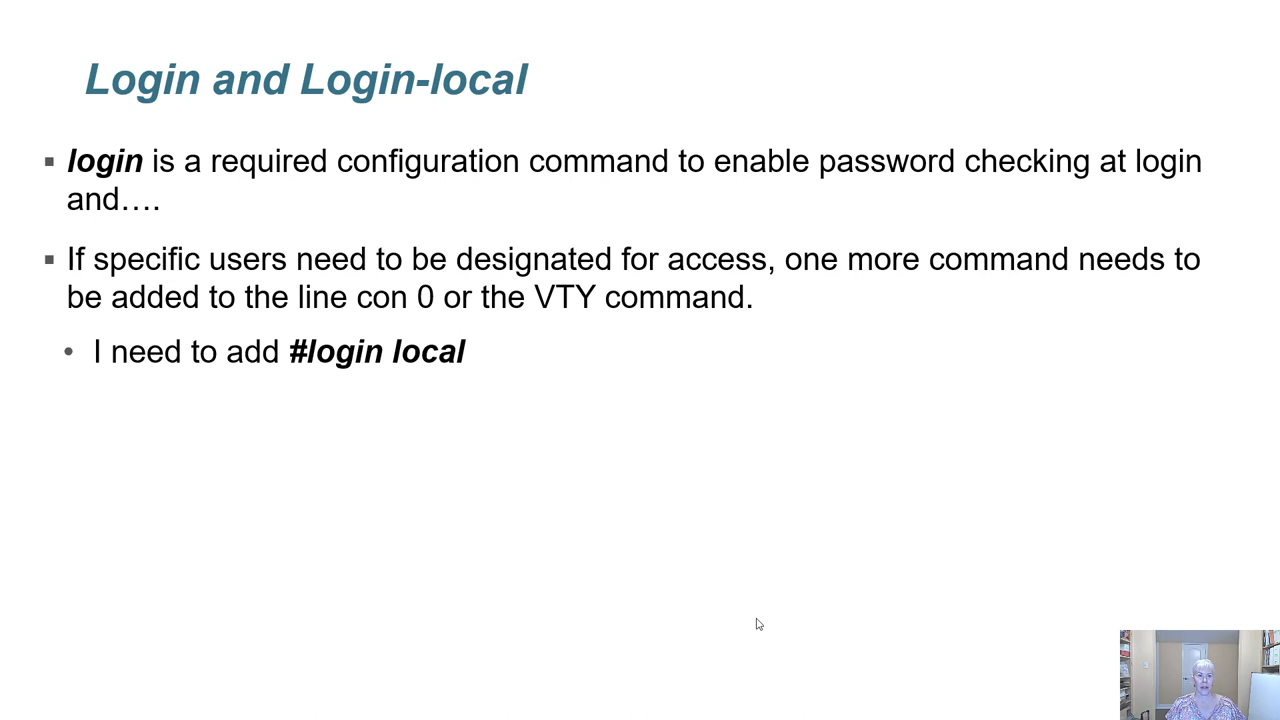 Login and Login-local
▪ login is a required configuration command to enable password checking at login
and….
▪ If specific users need to be designated for access, one more command needs to
be added to the line con 0 or the VTY command.
• I need to add #login local